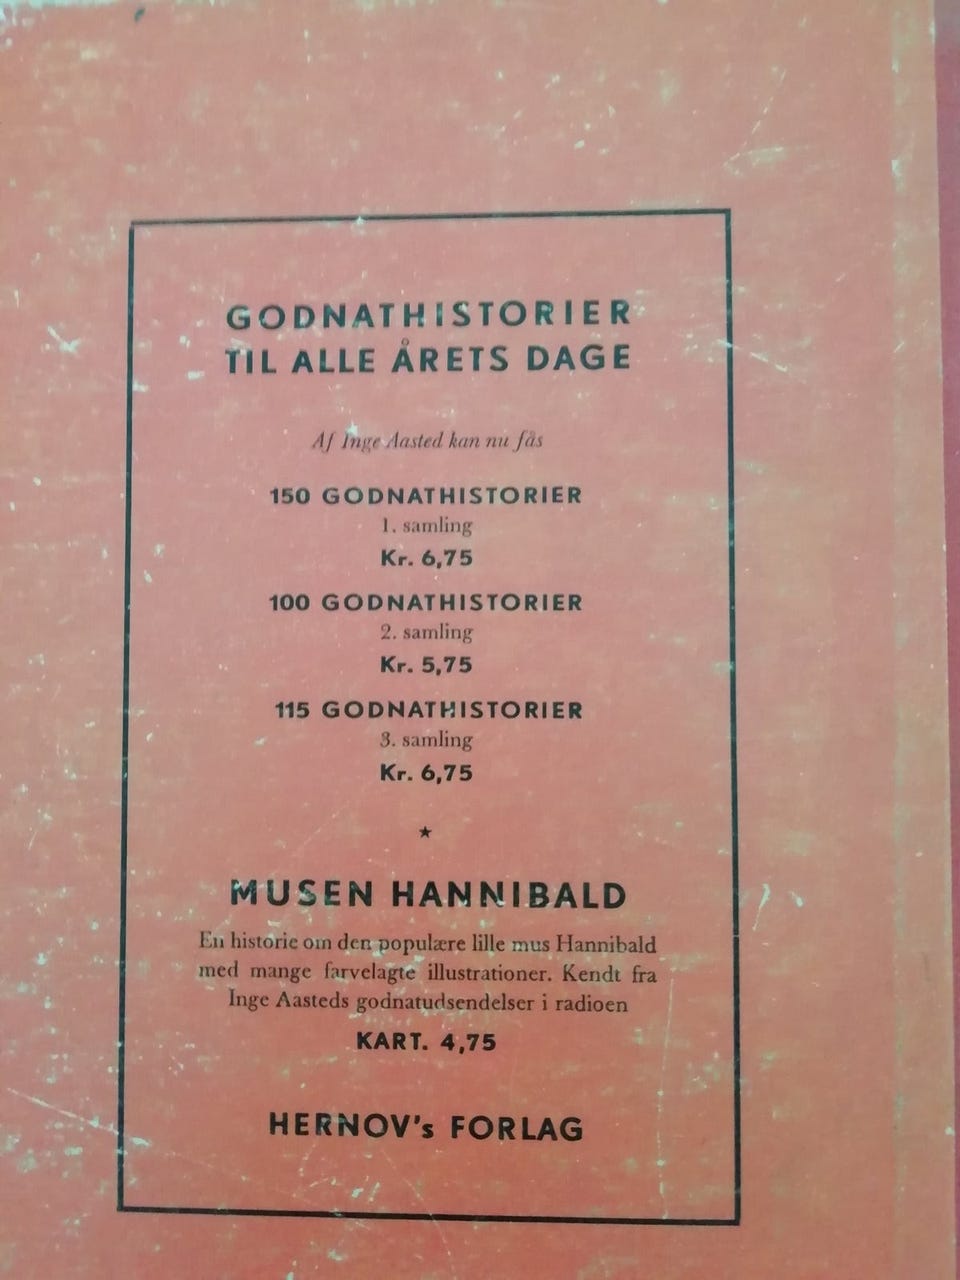 GODNATHISTORIER
TIL ALLE ÅRETS DAGE
Af Inge Aasted kan nu fås
150 GODNATHISTORIER
1. samling
Kr. 6,75
100 GODNATHISTORIER
2. samling
Kr. 5,75
115 GODNATHISTORIER
3. samling
Kr. 6,75
★
MUSEN HANNIBALD
En historie om den populære lille mus Hannibald
med mange farvelagte illustrationer. Kendt fra
Inge Aasteds godnatudsendelser i radioen
KART. 4,75
HERNOV's FORLAG